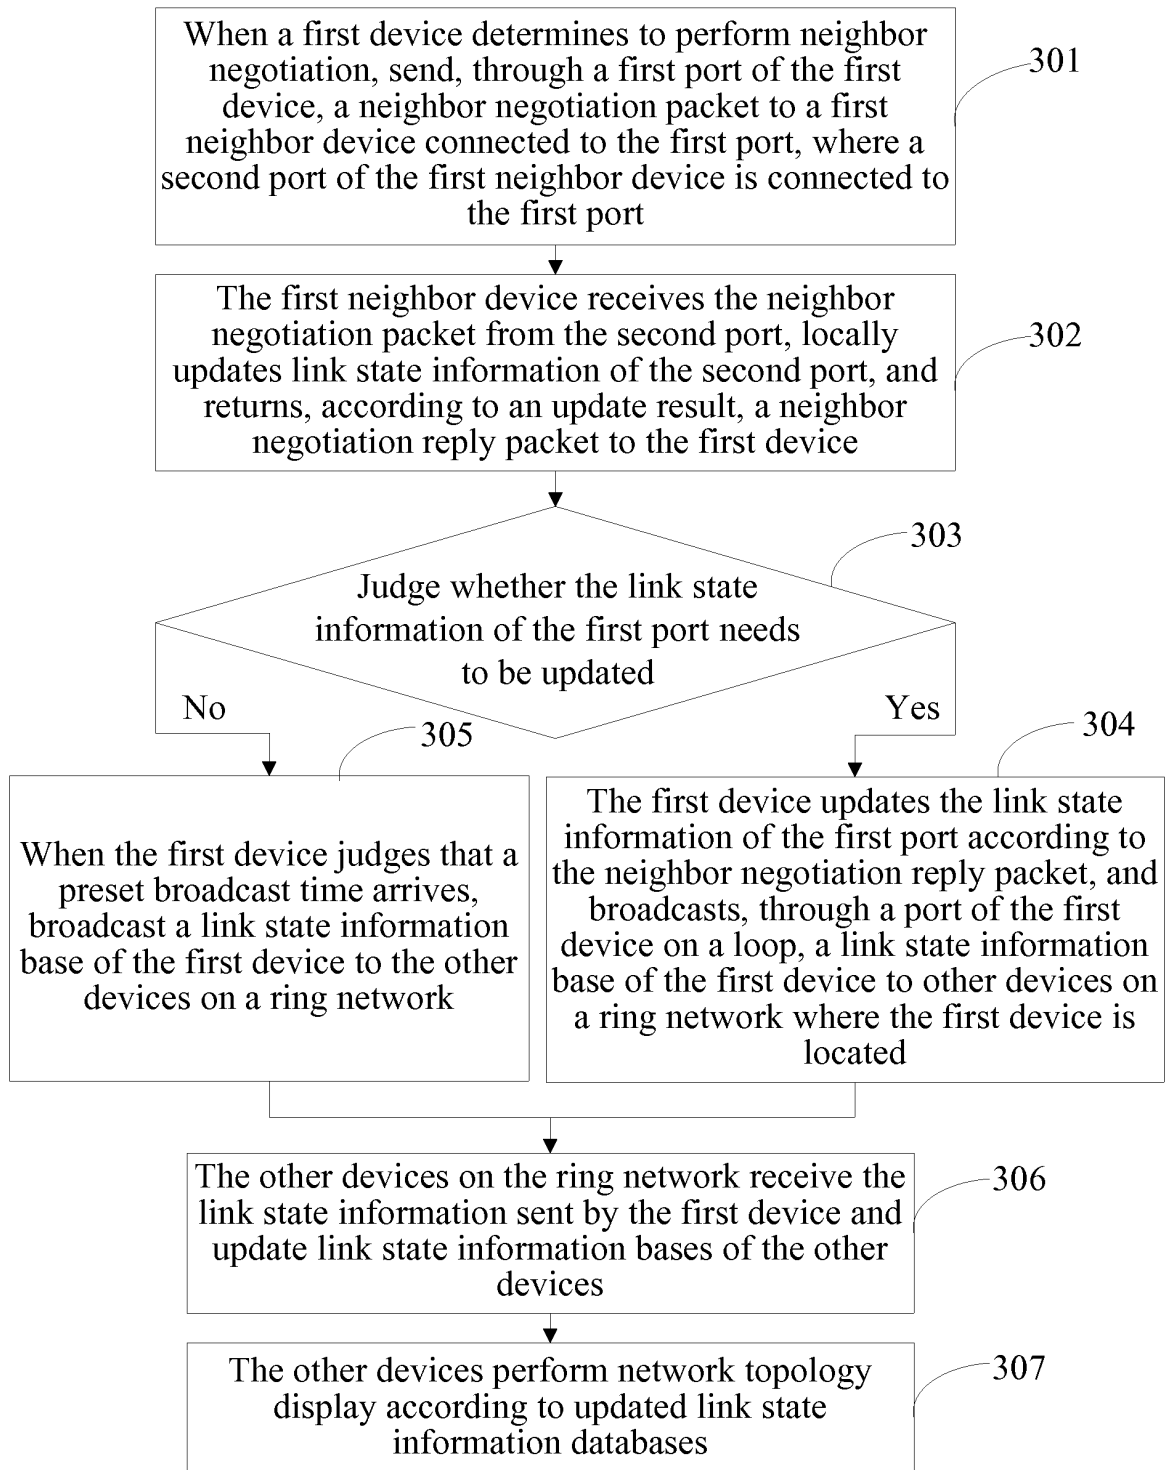 When a first device determines to perform neighbor
negotiation, send, through a first port of the first
device, a neighbor negotiation packet to a first
neighbor device connected to the first port, where a
second port of the first neighbor device is connected to
the first port
301
The first neighbor device receives the neighbor
negotiation packet from the second port, locally
updates link state information of the second port, and
returns, according to an update result, a neighbor
negotiation reply packet to the first device
302
303
Judge whether the link state
information of the first port needs
to be updated
No
Yes
305
304
When the first device judges that a
preset broadcast time arrives,
broadcast a link state information
base of the first device to the other
devices on a ring network
The first device updates the link state
information of the first port according to
the neighbor negotiation reply packet, and
broadcasts, through a port of the first
device on a loop, a link state information
base of the first device to other devices on
a ring network where the first device is
located
The other devices on the ring network receive the
link state information sent by the first device and
update link state information bases of the other
devices
306
The other devices perform network topology
display according to updated link state
information databases
307